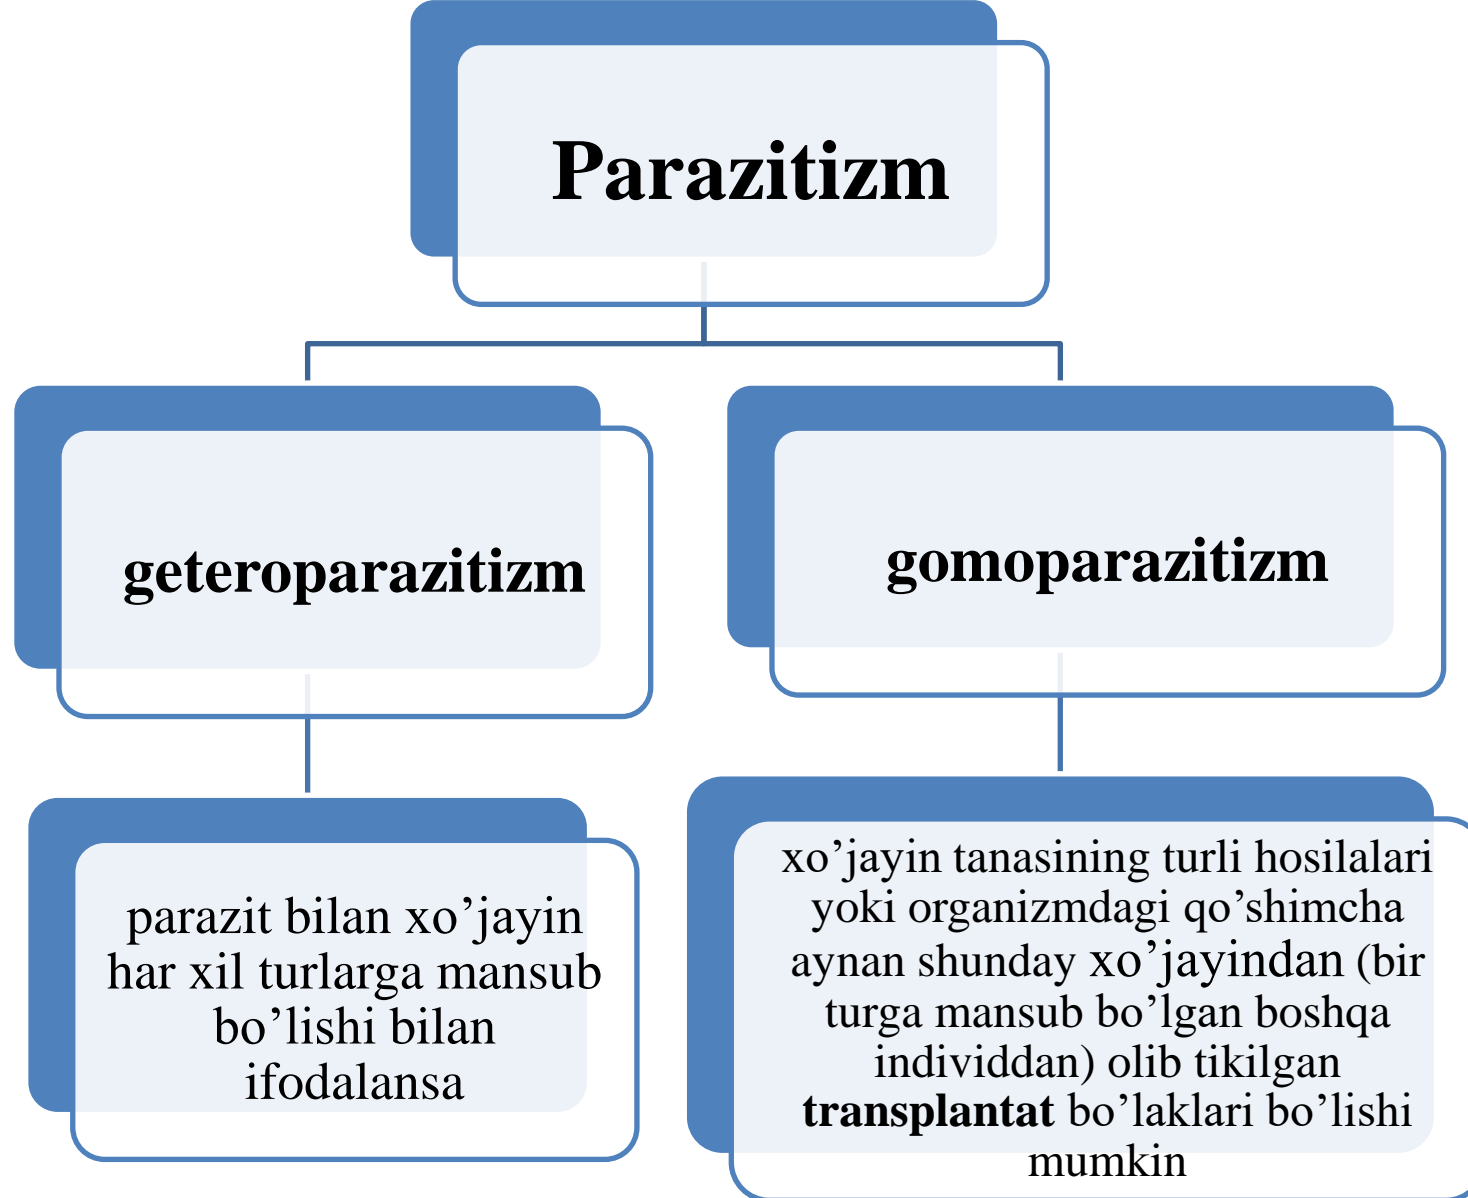 Parazitizm
geteroparazitizm
gomoparazitizm
parazit bilan xo’jayin
har xil turlarga mansub
bo’lishi bilan
ifodalansa
xo’jayin tanasining turli hosilalari
yoki organizmdagi qo’shimcha
aynan shunday xo’jayindan (bir
turga mansub bo’lgan boshqa
individdan) olib tikilgan
transplantat bo’laklari bo’lishi
mumkin